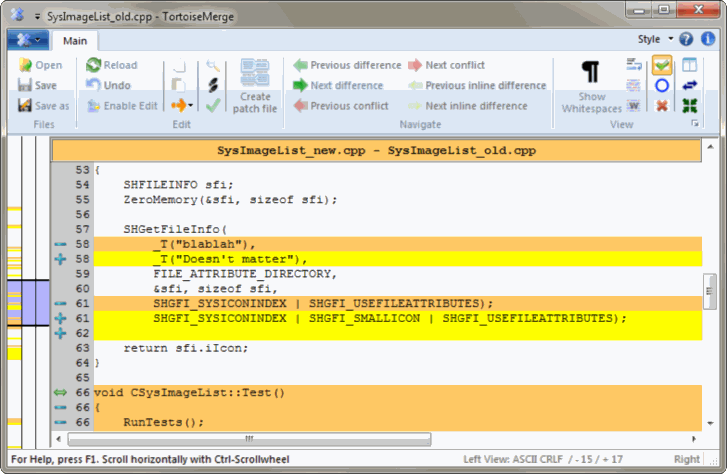 SysImageList_old.cpp - TortoiseMerge
Main
Style
Open
Save
Save as
Files
Reload
Undo
Enable Edit
Edit
Create
patch file
Previous difference
Next difference
Previous conflict
Next conflict
Previous inline difference
Next inline difference
Navigate
Show
Whitespaces
View
SysImageList_new.cpp - SysImageList_old.cpp
53 {
54 SHFILEINFO sfi;
55 ZeroMemory(&sfi, sizeof sfi);
56
57 SHGetFileInfo(
58 _T("blablah"),
58 _T("Doesn't matter"),
59 FILE_ATTRIBUTE_DIRECTORY,
60 &sfi, sizeof sfi,
61 SHGFI_SYSICONINDEX | SHGFI_USEFILEATTRIBUTES);
61 SHGFI_SYSICONINDEX | SHGFI_SMALLICON | SHGFI_USEFILEATTRIBUTES);
62
63 return sfi.iIcon;
64 }
65
66 void CSysImageList::Test()
66 {
66 RunTests();
For Help, press F1. Scroll horizontally with Ctrl-Scrollwheel
Left View: ASCII CRLF / - 15 / + 17
Right